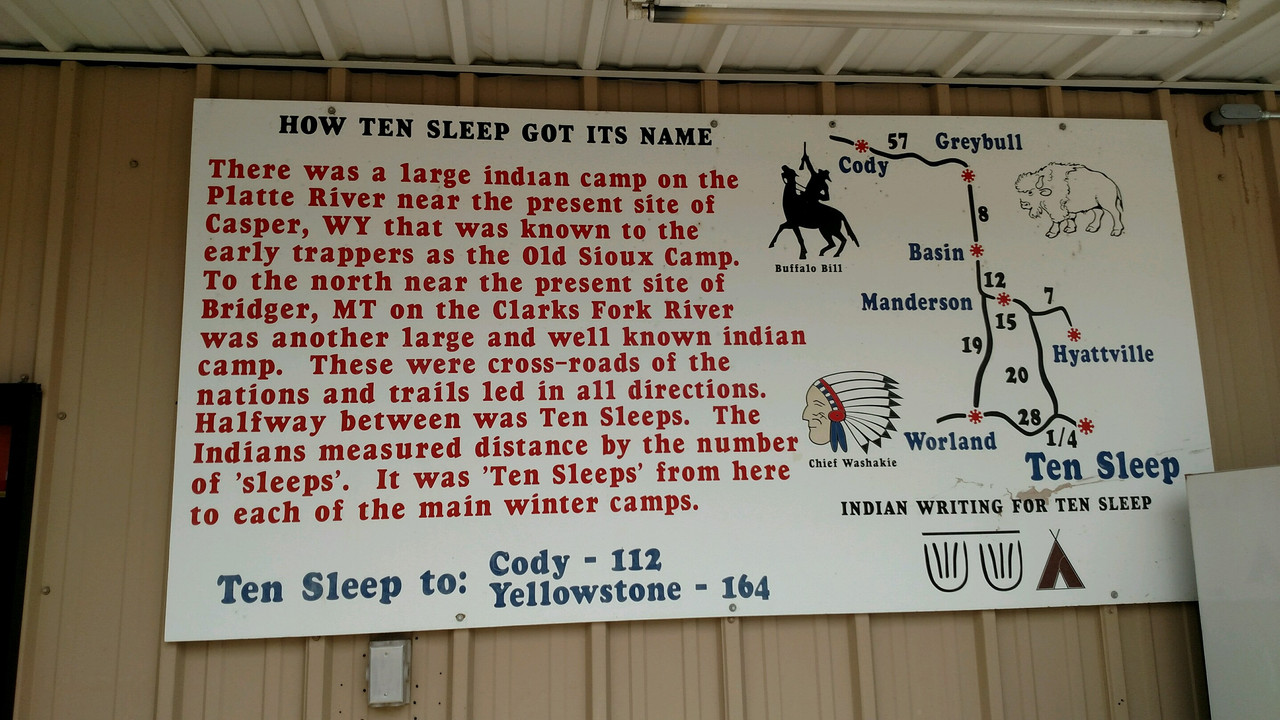 HOW TEN SLEEP GOT ITS NAME
There was a large indian camp on the
Platte River near the present site of
Casper, WY that was known to the
early trappers as the Old Sioux Camp.
To the north near the present site of
Bridger, MT on the Clarks Fork River
was another large and well known indian
camp. These were cross-roads of the
nations and trails led in all directions.
Halfway between was Ten Sleeps. The
Indians measured distance by the number
of 'sleeps'. It was 'Ten Sleeps' from here
to each of the main winter camps.
Ten Sleep to:
Cody - 112
Yellowstone - 164
Buffalo Bill
57
Greybull
Cody
8
Basin
12
Manderson
7
15
19
Hyattville
20
28
Worland
1/4
Ten Sleep
Chief Washakie
INDIAN WRITING FOR TEN SLEEP